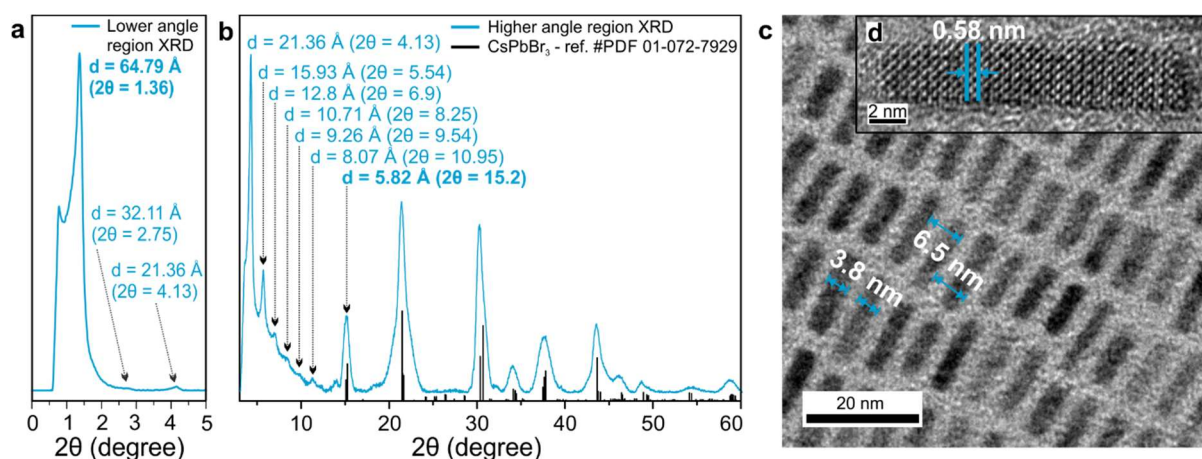 a
Lower angle
region XRD
d = 64.79 Å
(2θ = 1.36)
d = 32.11 Å
(2θ = 2.75)
d = 21.36 Å
(2θ = 4.13)
0 1 2 3 4 5
2θ (degree)
b
Higher angle region XRD
CsPbBr₃ - ref. #PDF 01-072-7929
d = 21.36 Å (2θ = 4.13)
d = 15.93 Å (2θ = 5.54)
d = 12.8 Å (2θ = 6.9)
d = 10.71 Å (2θ = 8.25)
d = 9.26 Å (2θ = 9.54)
d = 8.07 Å (2θ = 10.95)
d = 5.82 Å (2θ = 15.2)
10 20 30 40 50 60
2θ (degree)
c
d
0.58 nm
2 nm
6.5 nm
3.8 nm
20 nm